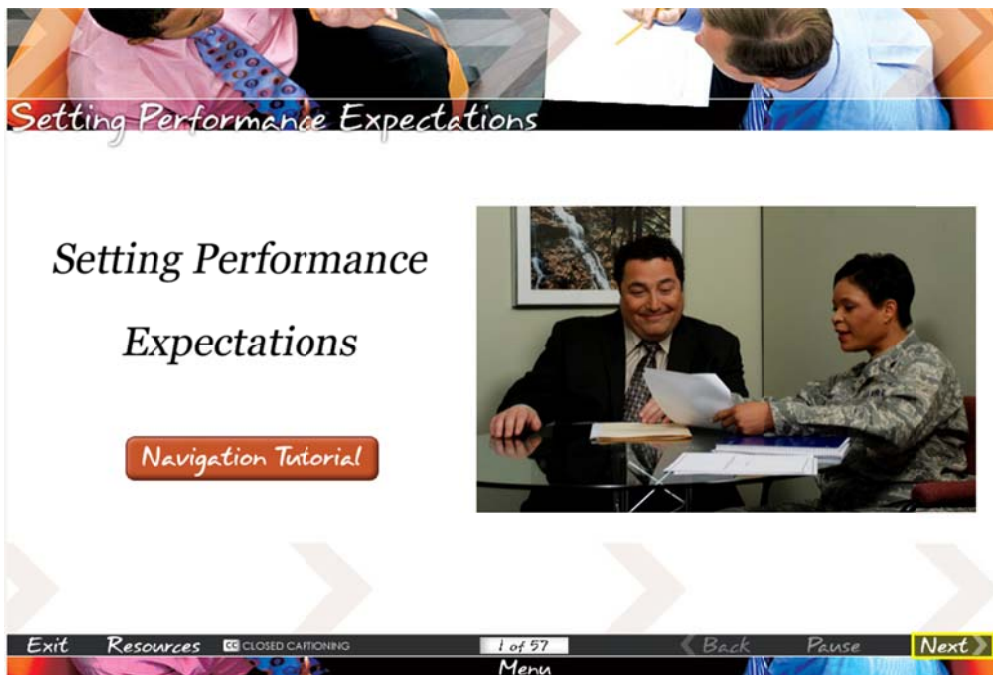 Setting Performance Expectations
Setting Performance
Expectations
Navigation Tutorial
Exit Resources CC CLOSED CAPTIONING 1 of 57 Back Pause Next
Menu